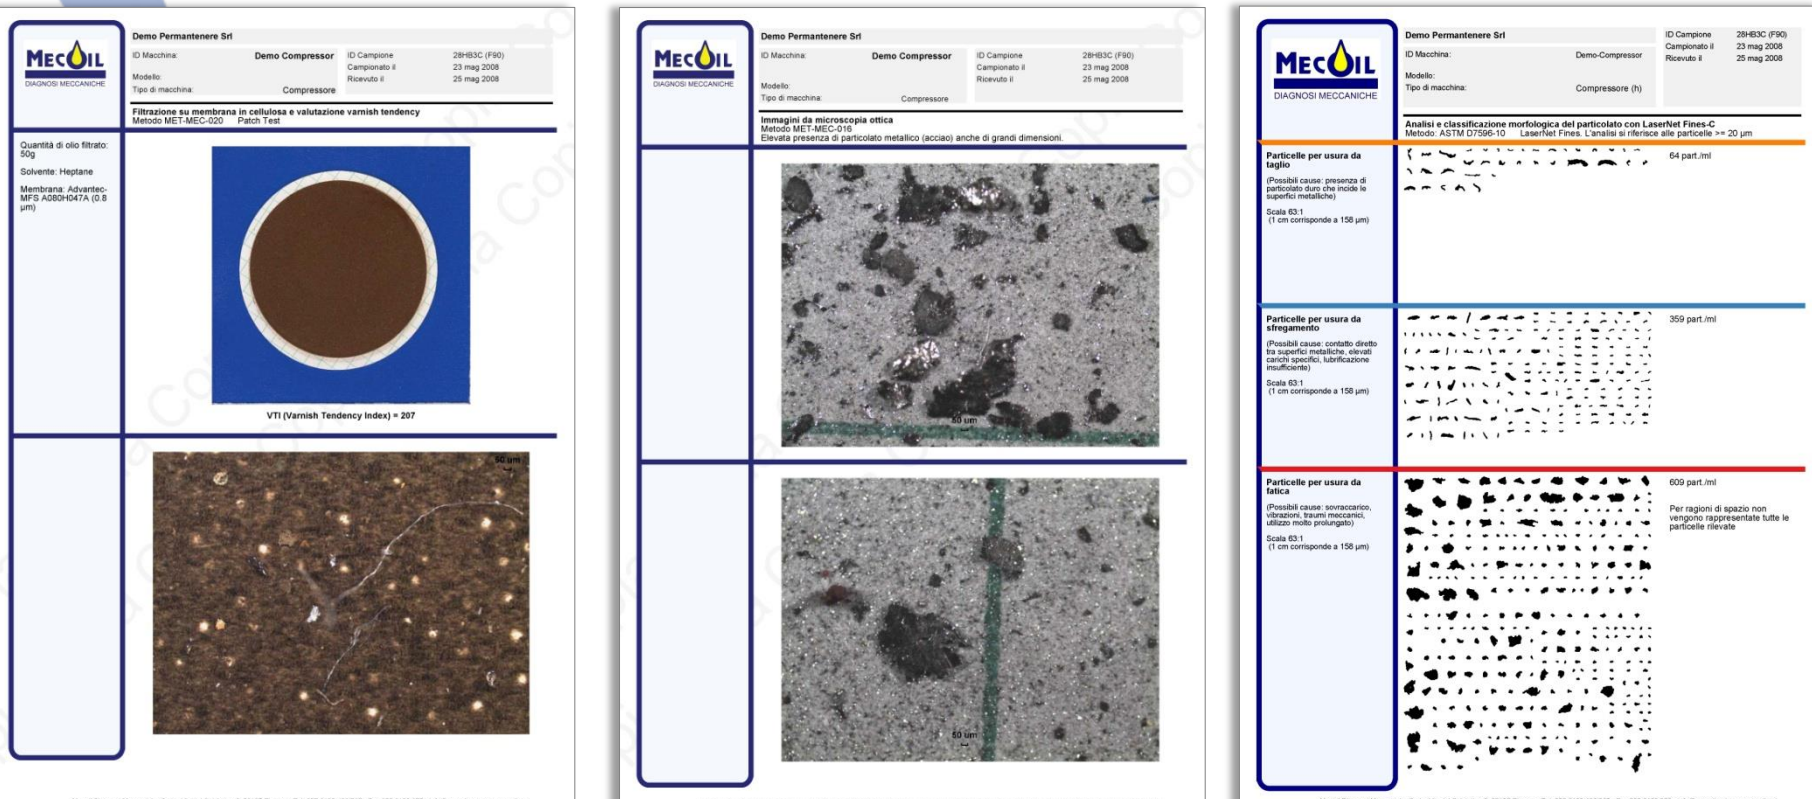 MECOIL
DIAGNOSI MECCANICHE
Demo Permantenere Srl
ID Macchina: Demo Compressor ID Campione 28HB3C (F90)
Campionato il 23 mag 2008
Modello: Ricevuto il 25 mag 2008
Tipo di macchina: Compressore
Filtrazione su membrana in cellulosa e valutazione varnish tendency
Metodo MET-MEC-020 Patch Test
Quantità di olio filtrato:
50g
Solvente: Heptane
Membrana: Advantec-
MFS A080H047A (0.8
µm)
VTI (Varnish Tendency Index) = 207
50 um
MECOIL
DIAGNOSI MECCANICHE
Demo Permantenere Srl
ID Macchina: Demo Compressor ID Campione 28HB3C (F90)
Campionato il 23 mag 2008
Modello: Ricevuto il 25 mag 2008
Tipo di macchina: Compressore
Immagini da microscopia ottica
Metodo MET-MEC-016
Elevata presenza di particolato metallico (acciaio) anche di grandi dimensioni.
50 um
50 um
MECOIL
DIAGNOSI MECCANICHE
Demo Permantenere Srl
ID Campione 28HB3C (F90)
ID Macchina: Demo-Compressor Campionato il 23 mag 2008
Ricevuto il 25 mag 2008
Modello:
Tipo di macchina: Compressore (h)
Analisi e classificazione morfologica del particolato con LaserNet Fines-C
Metodo: ASTM D7596-10 LaserNet Fines. L'analisi si riferisce alle particelle >= 20 µm
Particelle per usura da
taglio
(Possibili cause: presenza di
particolato duro che incide le
superfici metalliche)
Scala 63:1
(1 cm corrisponde a 158 µm)
64 part./ml
Particelle per usura da
sfregamento
(Possibili cause: contatto diretto
tra superfici metalliche, elevati
carichi specifici, lubrificazione
insufficiente)
Scala 63:1
(1 cm corrisponde a 158 µm)
359 part./ml
Particelle per usura da
fatica
(Possibili cause: sovraccarico,
vibrazioni, traumi meccanici,
utilizzo molto prolungato)
Scala 63:1
(1 cm corrisponde a 158 µm)
609 part./ml
Per ragioni di spazio non
vengono rappresentate tutte le
particelle rilevate